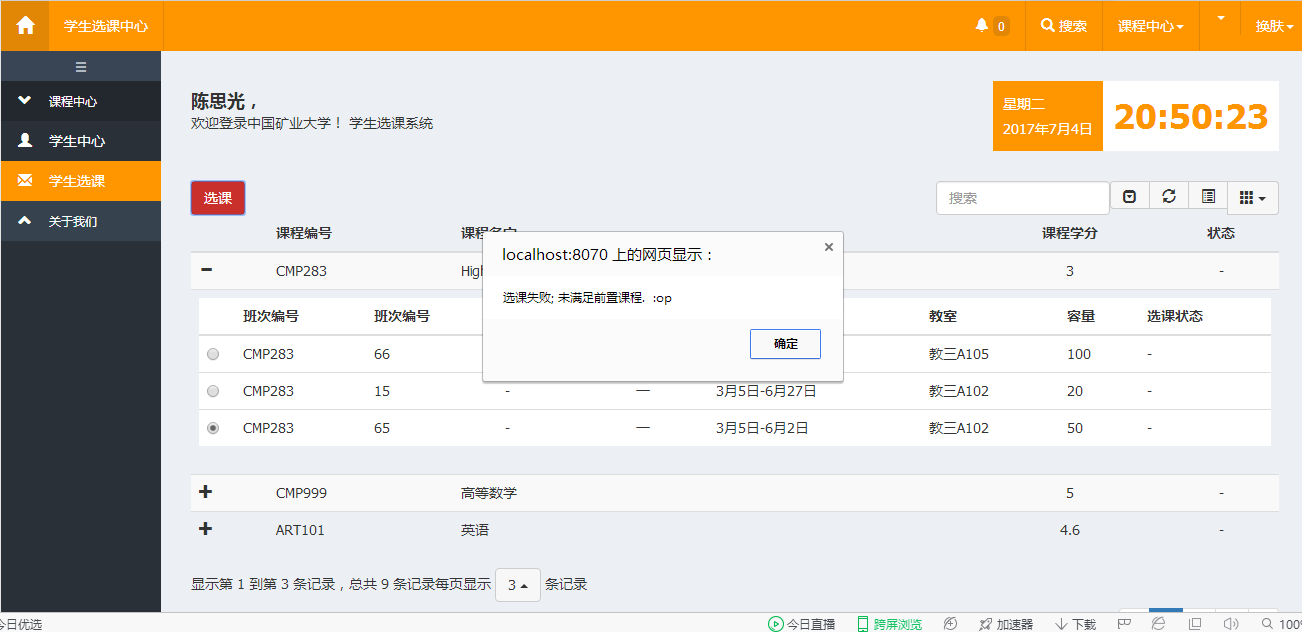 学生选课中心 0 搜索 课程中心 换肤
课程中心
学生中心
学生选课
关于我们
陈思光，
欢迎登录中国矿业大学！ 学生选课系统
星期二
2017年7月4日
20:50:23
选课 搜索
课程编号 课程名 课程学分 状态
CMP283 High 3 -
localhost:8070 上的网页显示：
选课失败; 未满足前置课程. :op
确定
班次编号 班次编号 教室 容量 选课状态
CMP283 66 教三A105 100 -
CMP283 15 - — 3月5日-6月27日 教三A102 20 -
CMP283 65 - — 3月5日-6月2日 教三A102 50 -
CMP999 高等数学 5 -
ART101 英语 4.6 -
显示第 1 到第 3 条记录，总共 9 条记录每页显示 3 条记录
今日优选 今日直播 跨屏浏览 加速器 下载 100%